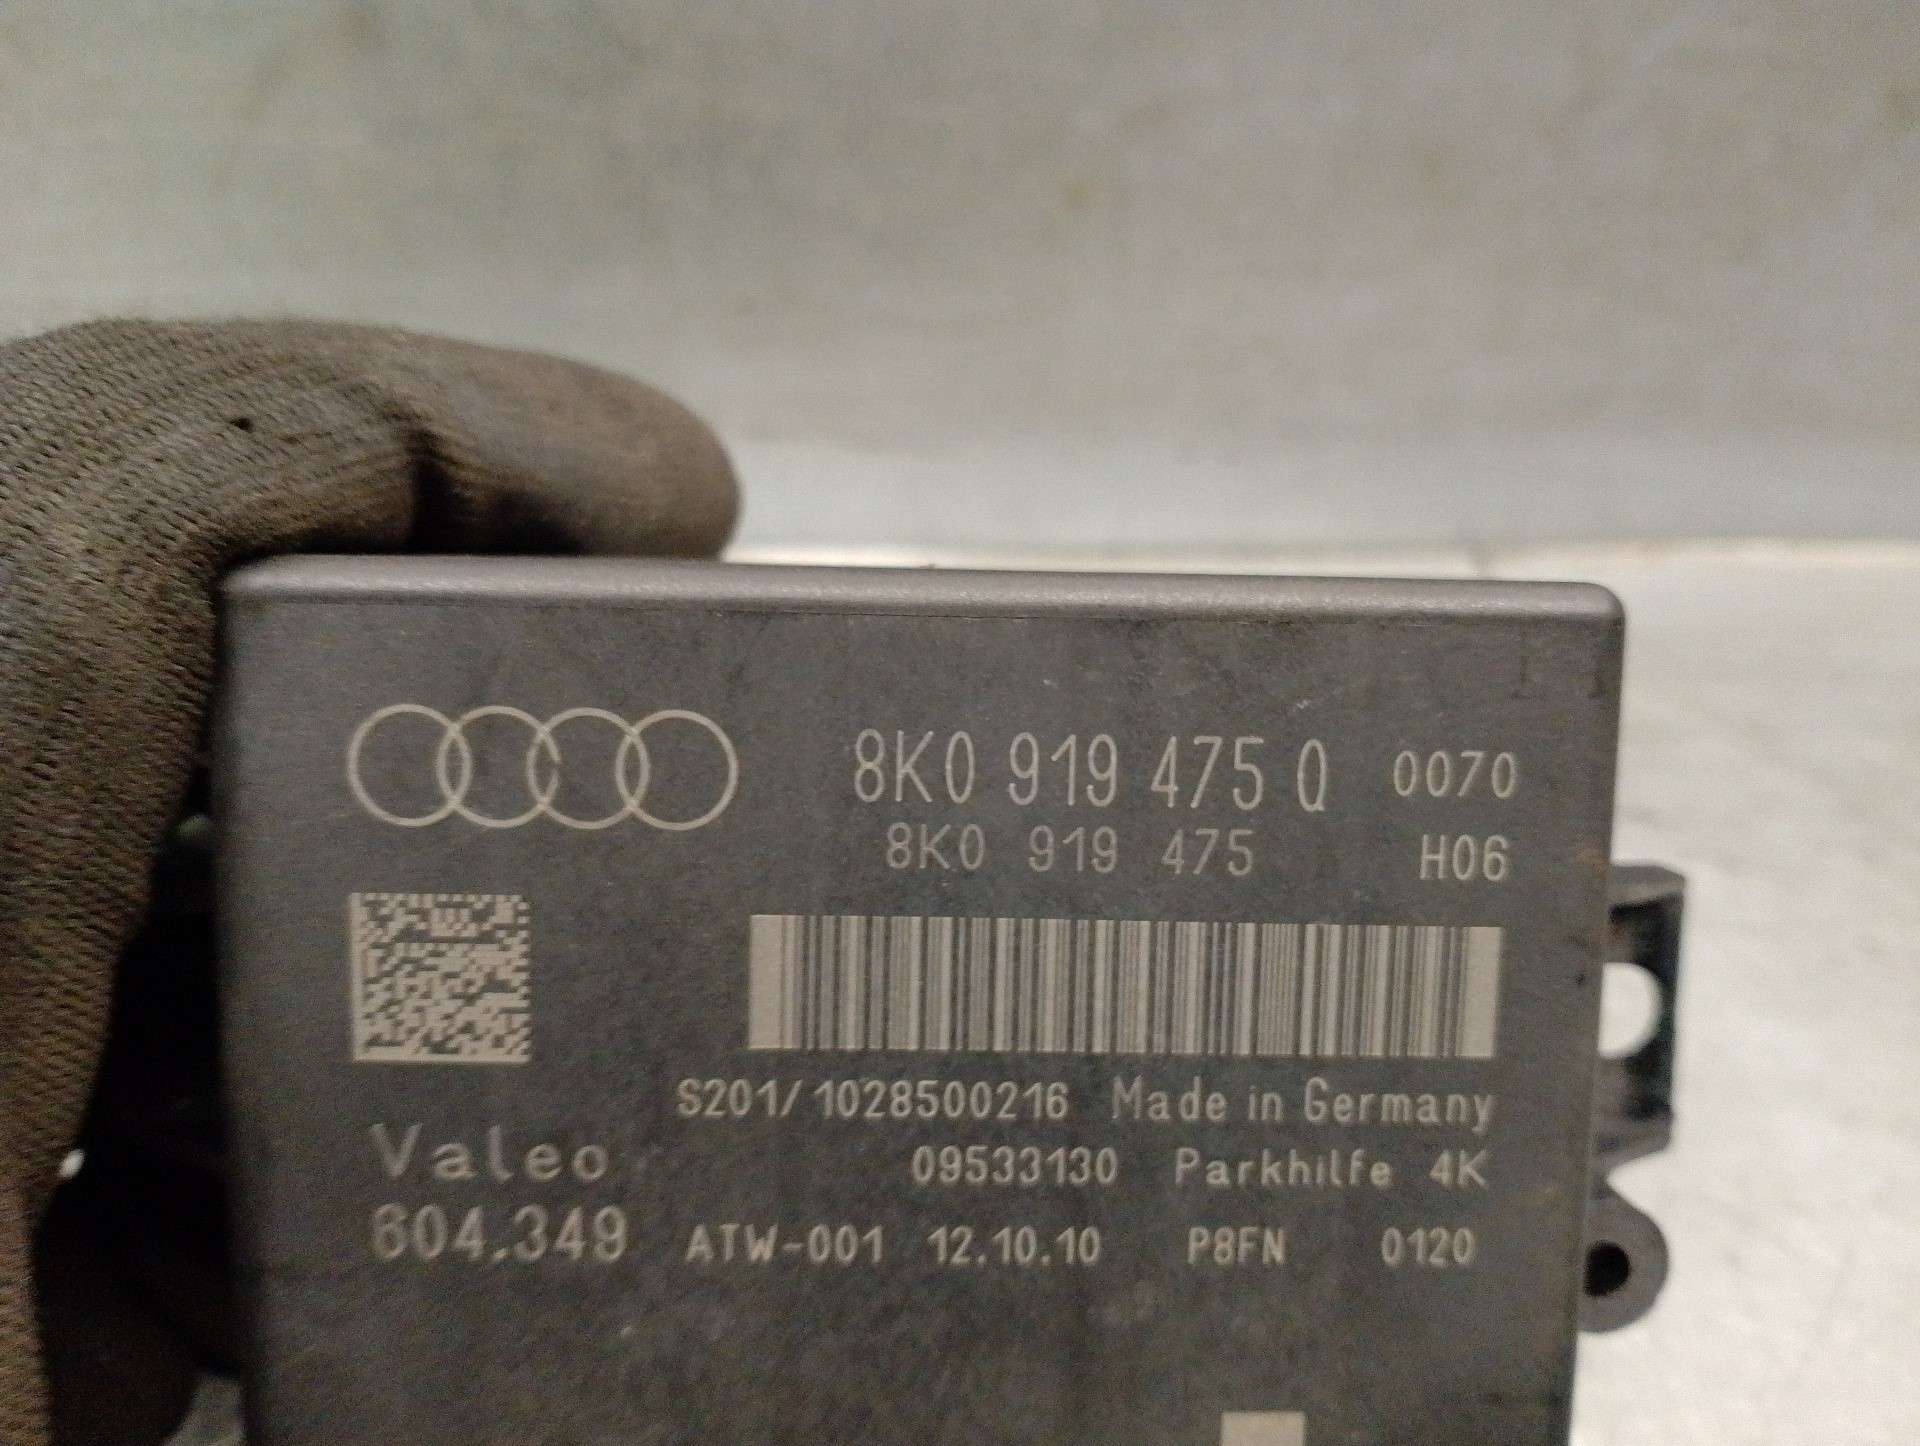 8K0 919 475 Q 0070
8K0 919 475 H06
S201/1028500216 Made in Germany
Valeo 09533130 Parkhilfe 4K
604.349 ATW-001 12.10.10 P8FN 0120